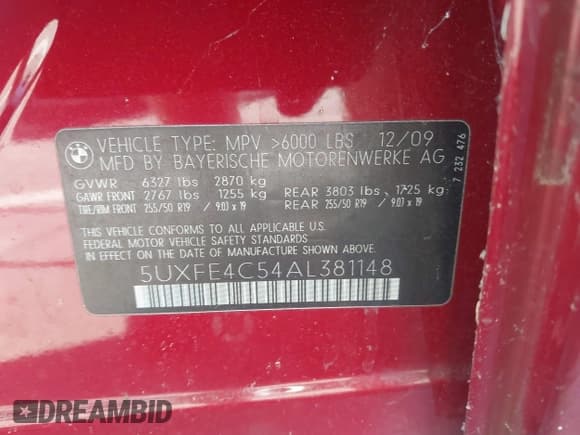 BMW
VEHICLE TYPE: MPV >6000 LBS 12/09
MFD BY BAYERISCHE MOTORENWERKE AG
GVWR 6327 lbs 2870 kg
GAWR FRONT 2767 lbs 1255 kg REAR 3803 lbs 1725 kg
TIRE/RIM FRONT 255/50 R19 / 9.0J x 19 REAR 255/50 R19 / 9.0J x 19
THIS VEHICLE CONFORMS TO ALL APPLICABLE U.S.
FEDERAL MOTOR VEHICLE SAFETY STANDARDS
IN EFFECT ON THE DATE OF MANUFACTURE SHOWN ABOVE.
5UXFE4C54AL381148
7 232 476
DREAMBID